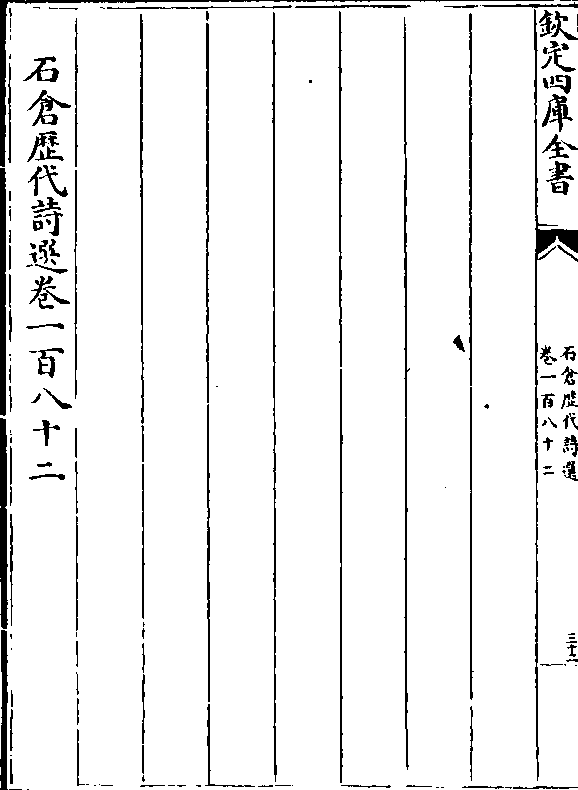 欽定四庫全書
石倉歷代詩選
卷一百八十二
三十二
石倉歷代詩選卷一百八十二